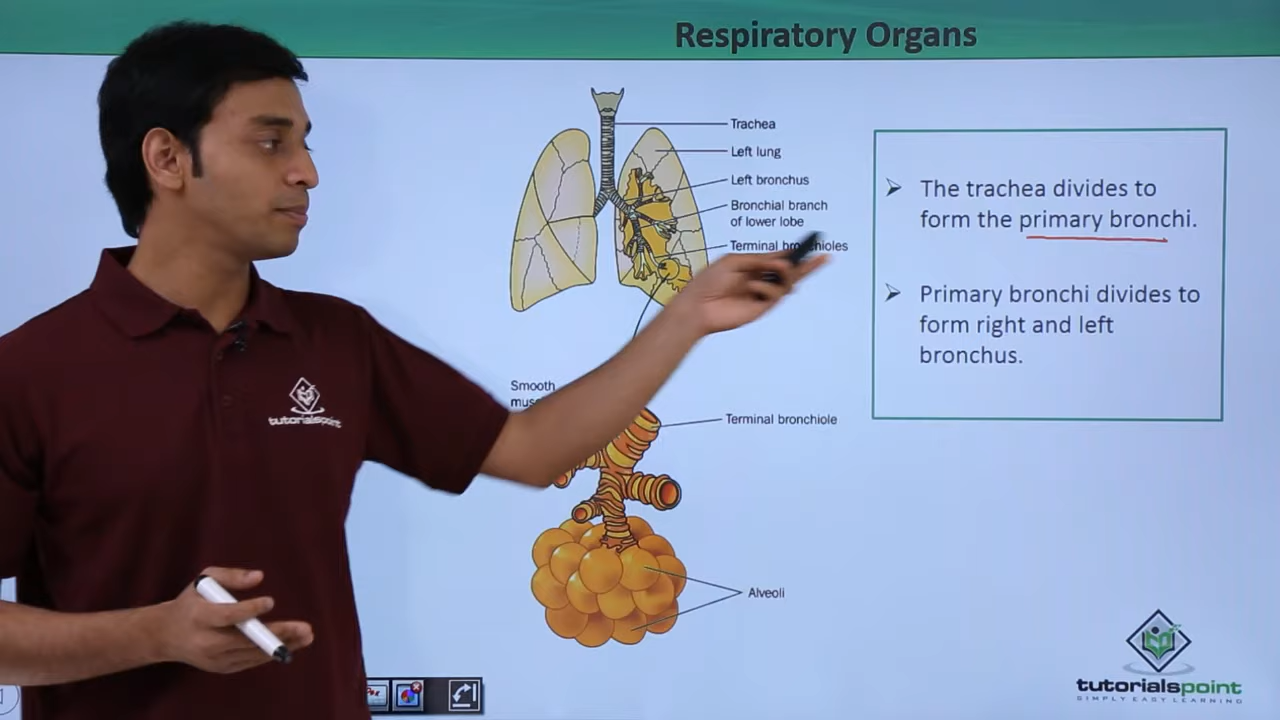 Respiratory Organs
Trachea
Left lung
Left bronchus
Bronchial branch
of lower lobe
Terminal bronchioles
Smooth
Terminal bronchiole
Alveoli
The trachea divides to
form the primary bronchi.
Primary bronchi divides to
form right and left
bronchus.
tutorialspoint
tutorialspoint
SIMPLY EASY LEARNING